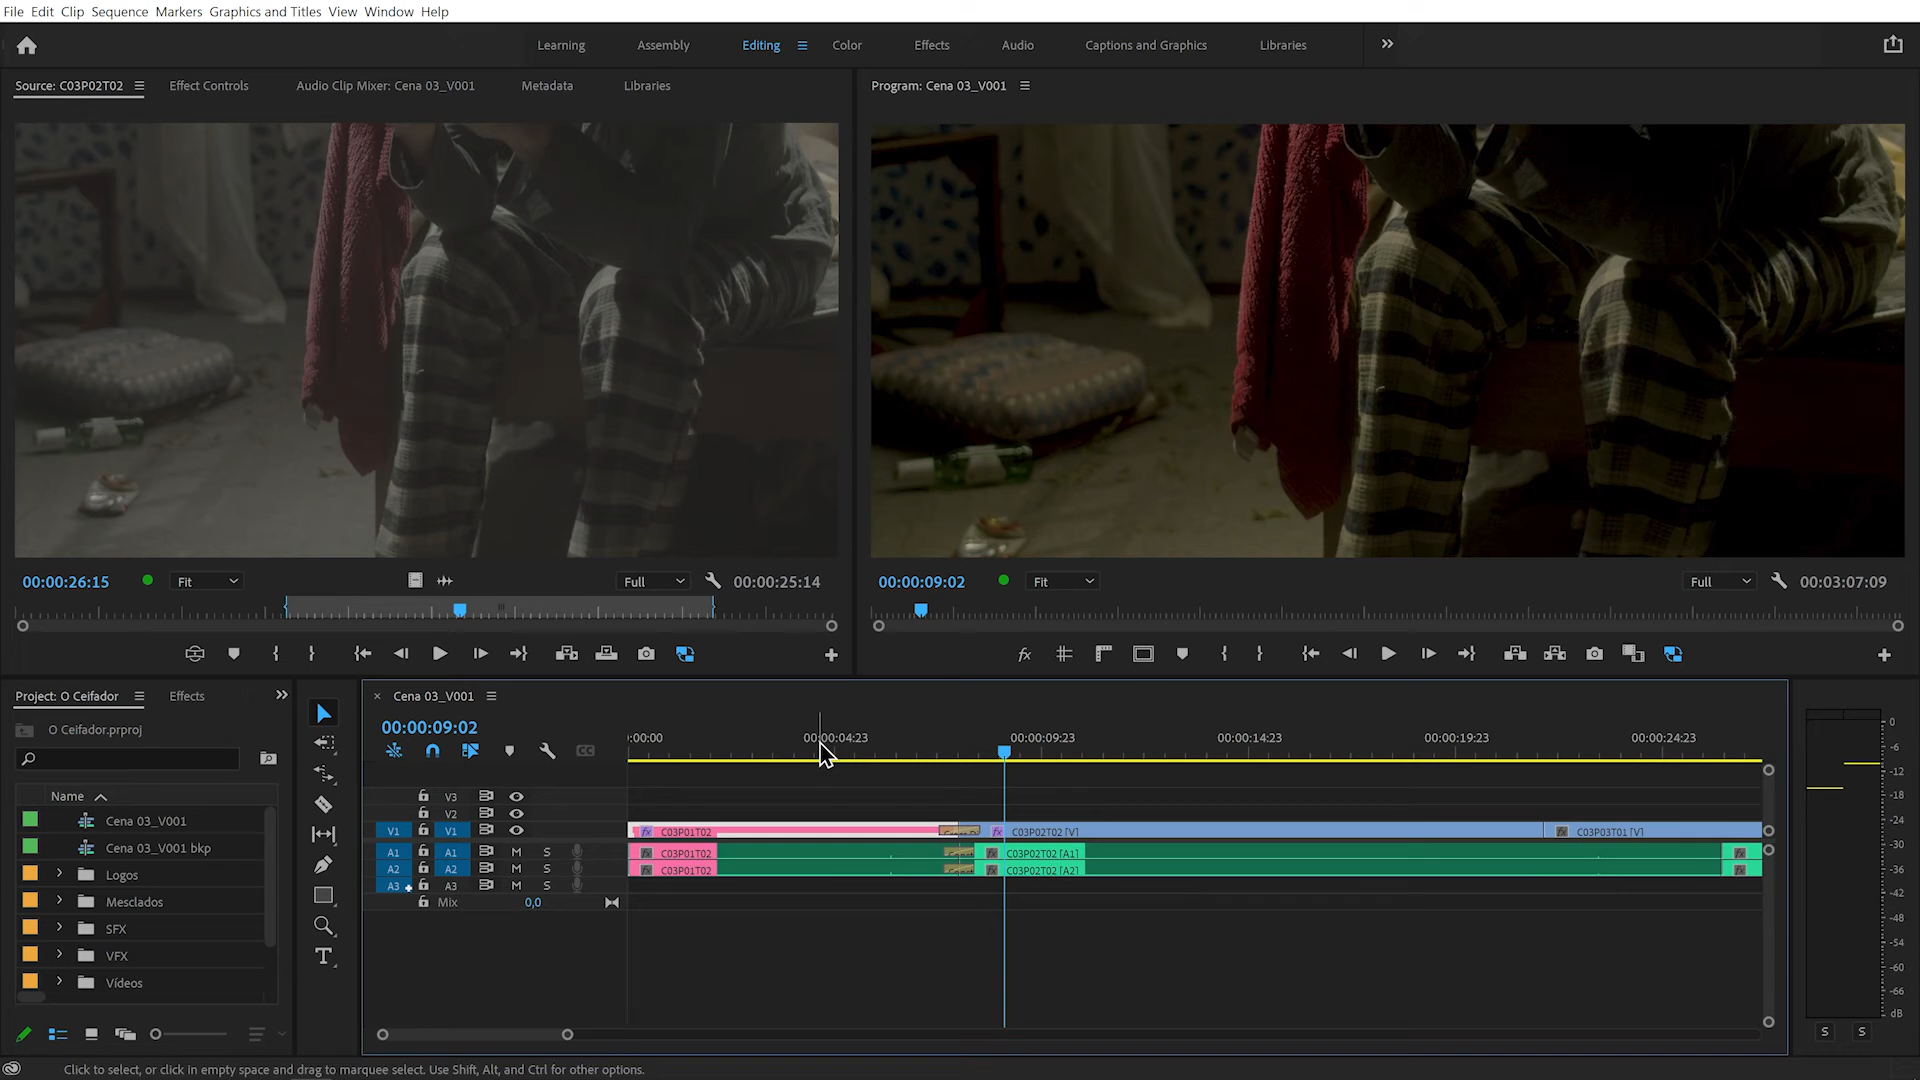 File Edit Clip Sequence Markers Graphics and Titles View Window Help
Learning Assembly Editing Color Effects Audio Captions and Graphics Libraries
Source: C03P02T02 Effect Controls Audio Clip Mixer: Cena 03_V001 Metadata Libraries
Program: Cena 03_V001
00:00:26:15 Fit Full 00:00:25:14
00:00:09:02 Fit Full 00:03:07:09
Project: O Ceifador Effects
O Ceifador.prproj
Name
Cena 03_V001
Cena 03_V001 bkp
Logos
Mesclados
SFX
VFX
Vídeos
Cena 03_V001
00:00:09:02
:00:00 00:00:04:23 00:00:09:23 00:00:14:23 00:00:19:23 00:00:24:23
V3
V2
V1 V1 C03P01T02 C03P02T02 [V] C03P03T01 [V]
A1 A1 M S C03P01T02 C03P02T02 [A1]
A2 A2 M S C03P01T02 C03P02T02 [A2]
A3 A3 M S
Mix 0,0
0
-6
-12
-18
-24
-30
-36
-42
-48
-54
-60
-66
dB
S S
Click to select, or click in empty space and drag to marquee select. Use Shift, Alt, and Ctrl for other options.